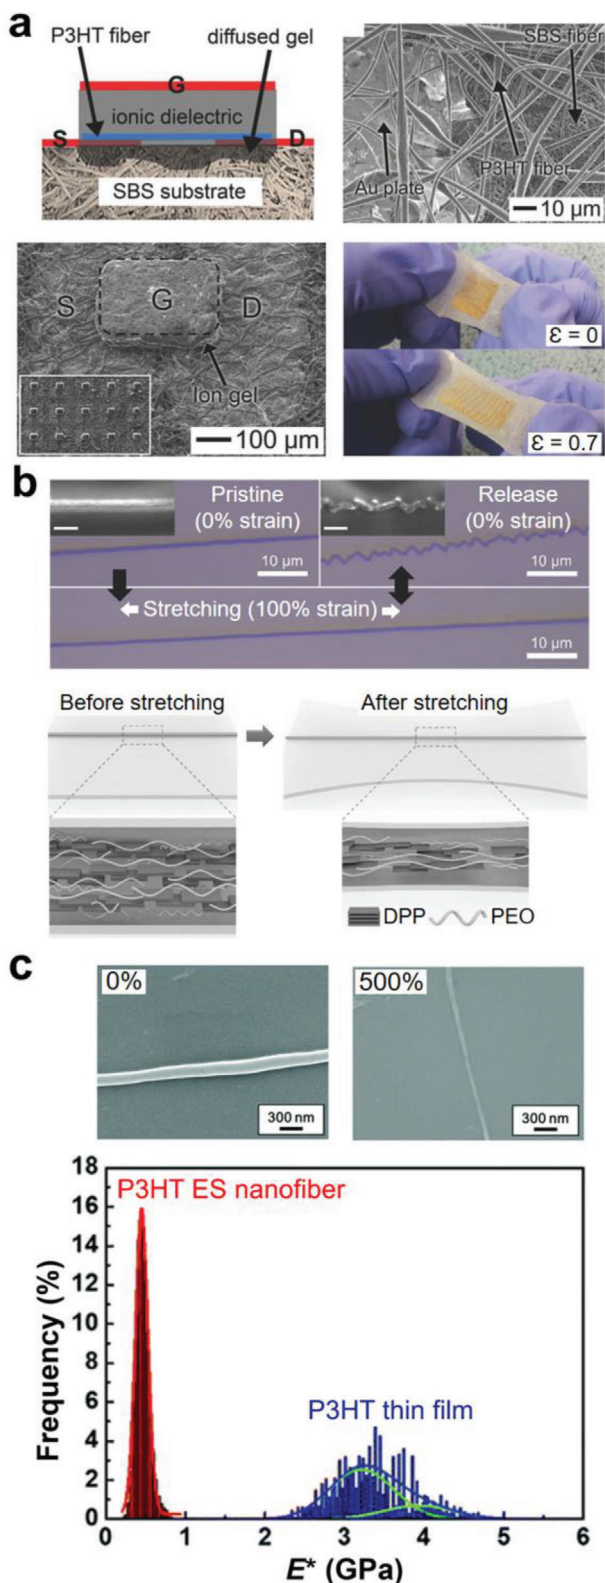 a
P3HT fiber
diffused gel
G
ionic dielectric
S
D
SBS substrate
SBS fiber
P3HT fiber
Au plate
10 µm
S
G
D
Ion gel
100 µm
Ɛ = 0
Ɛ = 0.7
b
Pristine
(0% strain)
10 µm
Release
(0% strain)
10 µm
Stretching (100% strain)
10 µm
Before stretching
After stretching
DPP
PEO
c
0%
300 nm
500%
300 nm
18
16
14
12
10
8
6
4
2
0
Frequency (%)
P3HT ES nanofiber
P3HT thin film
0
1
2
3
4
5
6
E* (GPa)